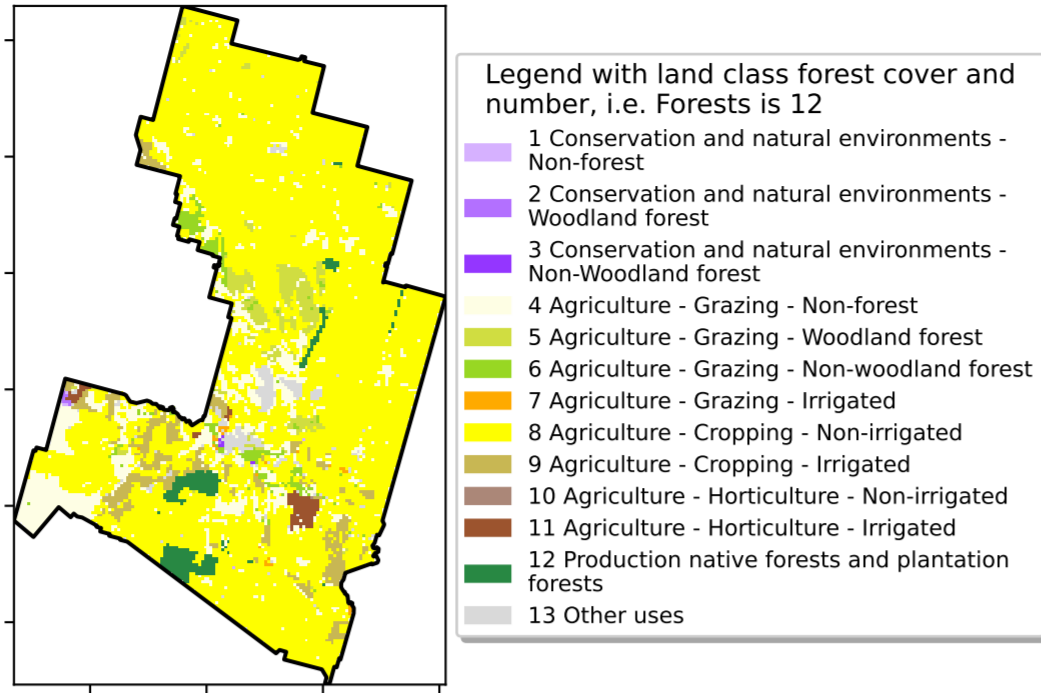 Legend with land class forest cover and
number, i.e. Forests is 12
1 Conservation and natural environments -
Non-forest
2 Conservation and natural environments -
Woodland forest
3 Conservation and natural environments -
Non-Woodland forest
4 Agriculture - Grazing - Non-forest
5 Agriculture - Grazing - Woodland forest
6 Agriculture - Grazing - Non-woodland forest
7 Agriculture - Grazing - Irrigated
8 Agriculture - Cropping - Non-irrigated
9 Agriculture - Cropping - Irrigated
10 Agriculture - Horticulture - Non-irrigated
11 Agriculture - Horticulture - Irrigated
12 Production native forests and plantation
forests
13 Other uses